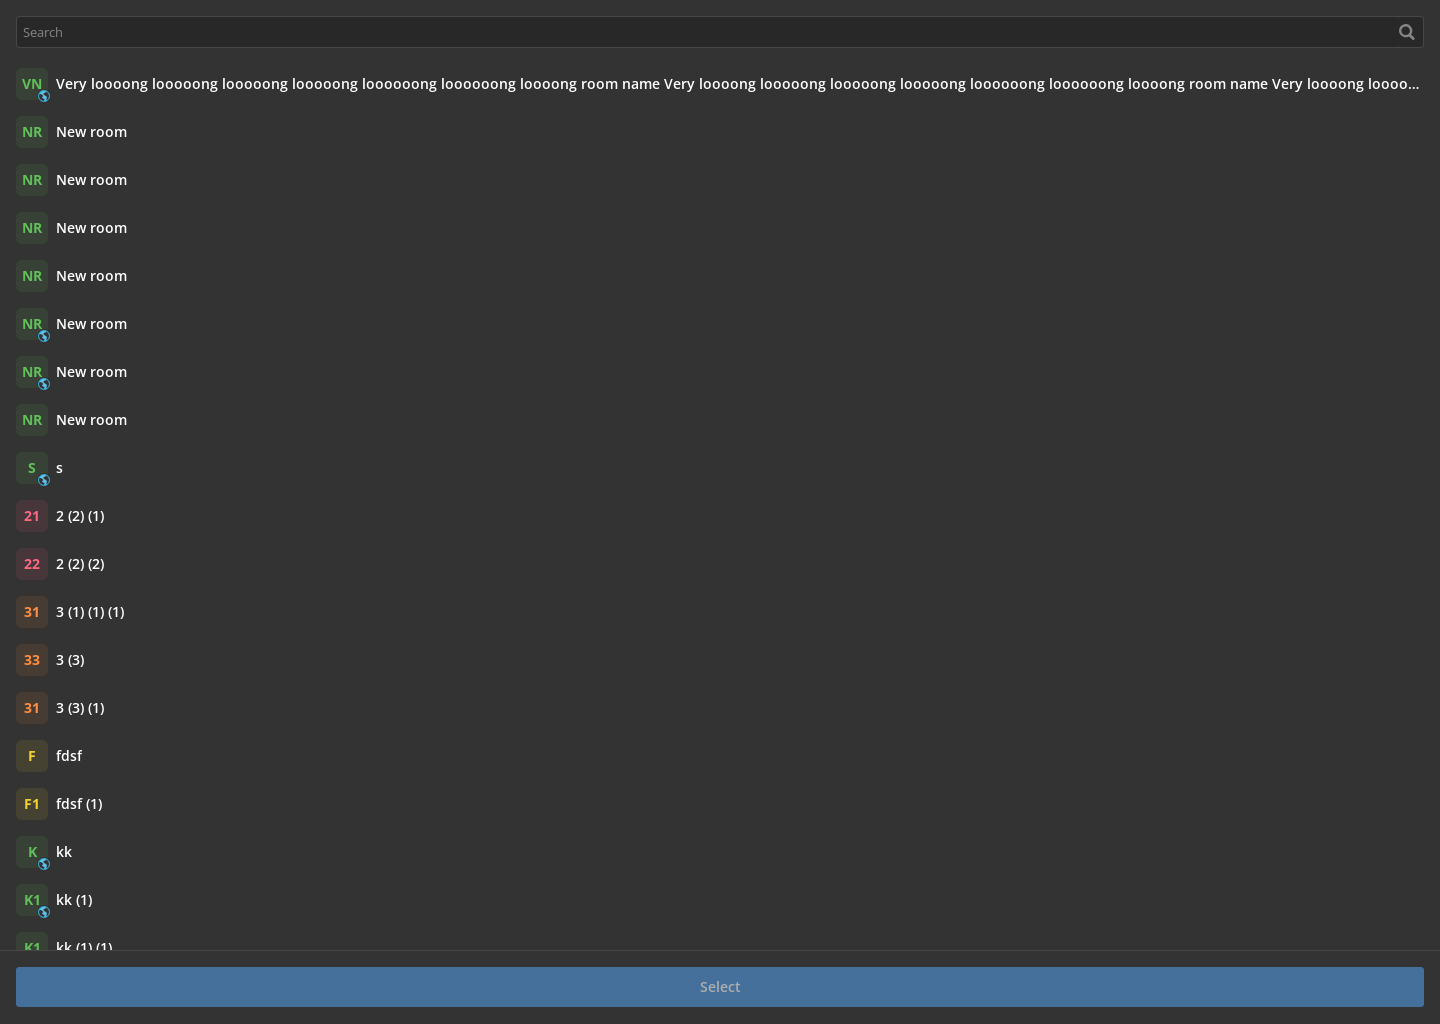 Search
VN Very loooong looooong looooong looooong loooooong loooooong loooong room name Very loooong looooong looooong looooong loooooong loooooong loooong room name Very loooong loooo...
NR New room
NR New room
NR New room
NR New room
NR New room
NR New room
NR New room
S s
21 2 (2) (1)
22 2 (2) (2)
31 3 (1) (1) (1)
33 3 (3)
31 3 (3) (1)
F fdsf
F1 fdsf (1)
K kk
K1 kk (1)
K1 kk (1) (1)
Select